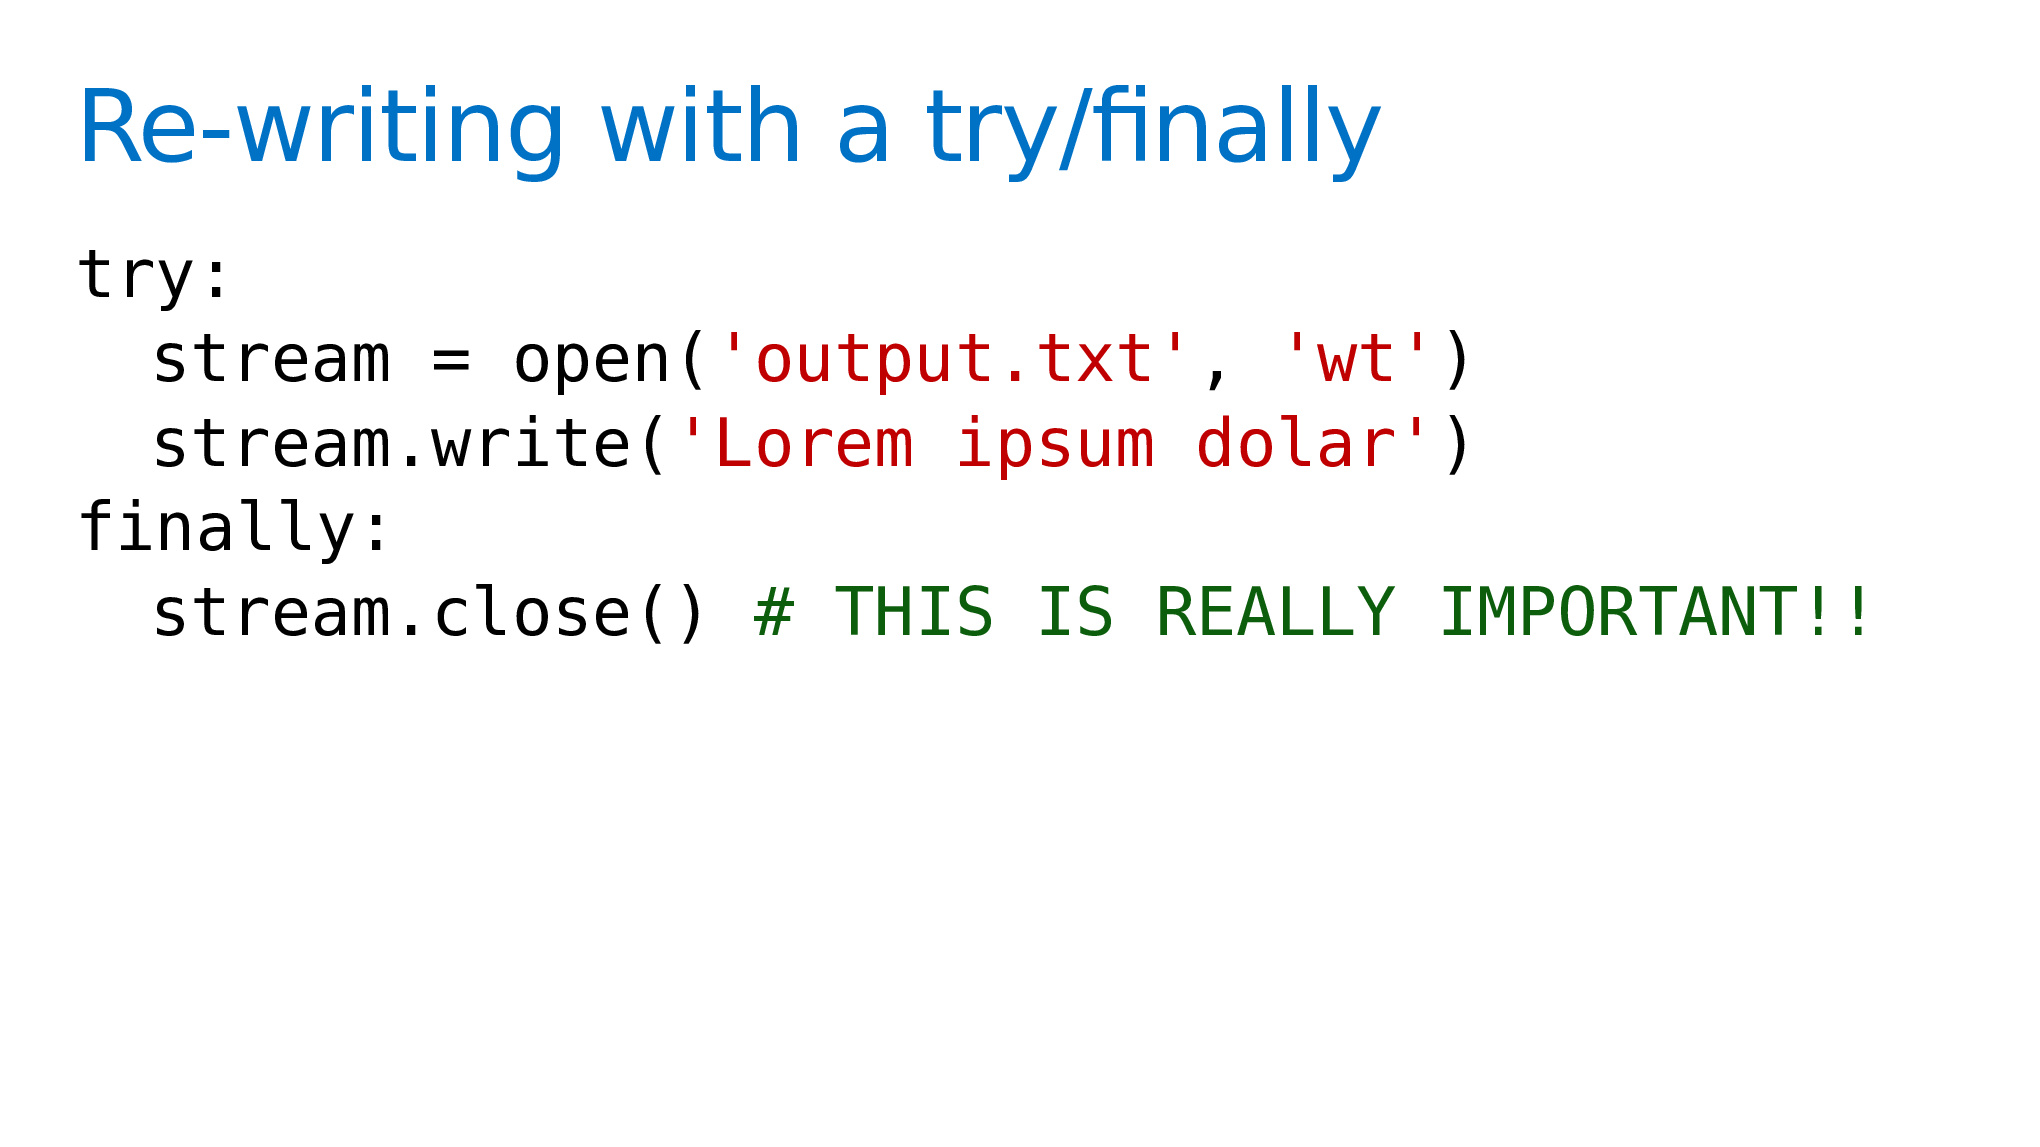 Re-writing with a try/finally
try:
  stream = open('output.txt', 'wt')
  stream.write('Lorem ipsum dolar')
finally:
  stream.close() # THIS IS REALLY IMPORTANT!!